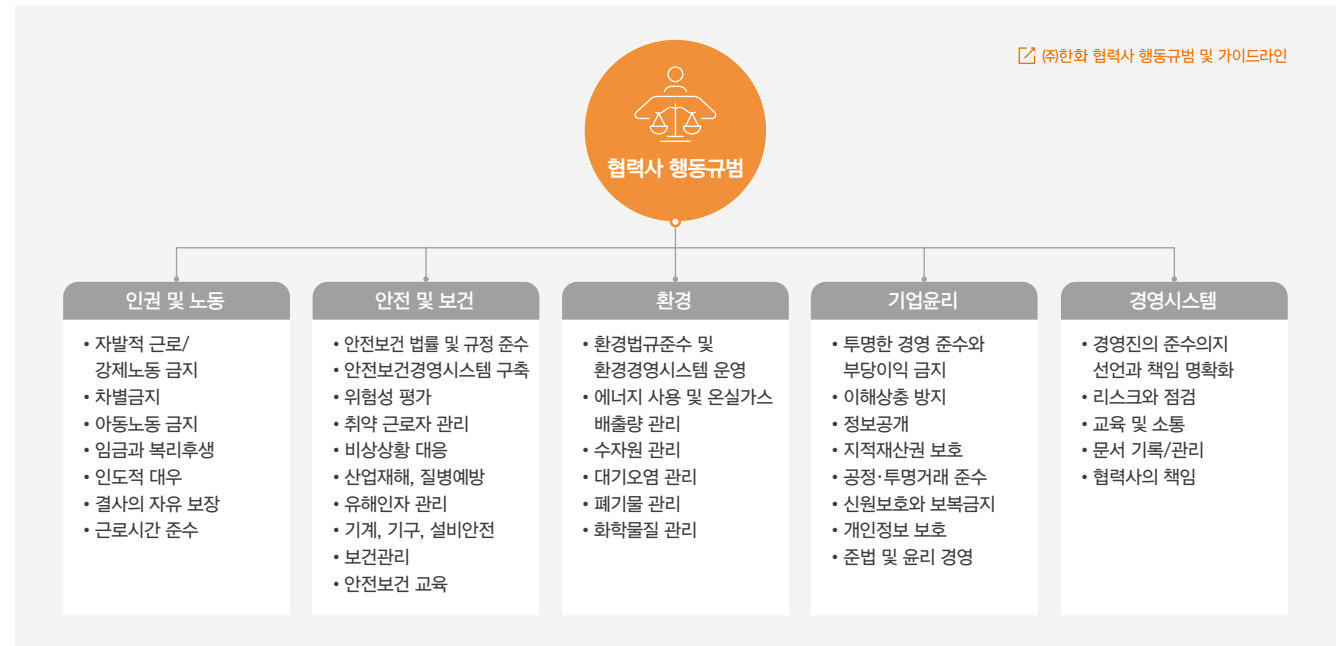 ㈜한화 협력사 행동규범 및 가이드라인
협력사 행동규범
인권 및 노동
• 자발적 근로/
강제노동 금지
• 차별금지
• 아동노동 금지
• 임금과 복리후생
• 인도적 대우
• 결사의 자유 보장
• 근로시간 준수
안전 및 보건
• 안전보건 법률 및 규정 준수
• 안전보건경영시스템 구축
• 위험성 평가
• 취약 근로자 관리
• 비상상황 대응
• 산업재해, 질병예방
• 유해인자 관리
• 기계, 기구, 설비안전
• 보건관리
• 안전보건 교육
환경
• 환경법규준수 및
환경경영시스템 운영
• 에너지 사용 및 온실가스
배출량 관리
• 수자원 관리
• 대기오염 관리
• 폐기물 관리
• 화학물질 관리
기업윤리
• 투명한 경영 준수와
부당이익 금지
• 이해상충 방지
• 정보공개
• 지적재산권 보호
• 공정·투명거래 준수
• 신원보호와 보복금지
• 개인정보 보호
• 준법 및 윤리 경영
경영시스템
• 경영진의 준수의지
선언과 책임 명확화
• 리스크와 점검
• 교육 및 소통
• 문서 기록/관리
• 협력사의 책임